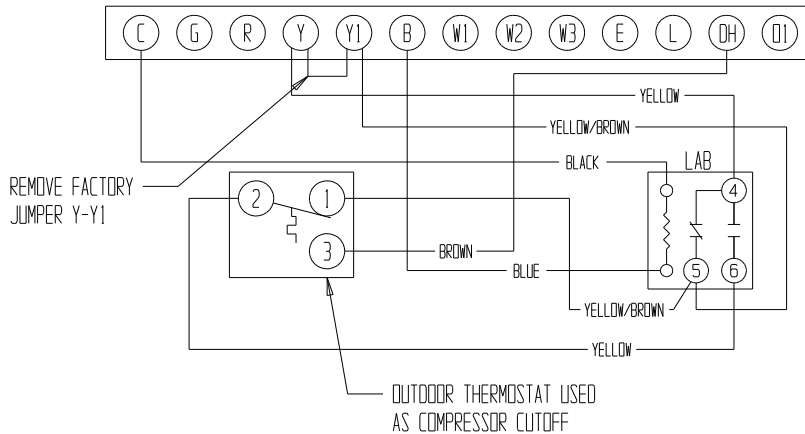 C G R Y Y1 B W1 W2 W3 E L DH O1
YELLOW
YELLOW/BROWN
BLACK
LAB
REMOVE FACTORY
JUMPER Y-Y1
2 1
4
3
BROWN
BLUE
5 6
YELLOW/BROWN
YELLOW
OUTDOOR THERMOSTAT USED
AS COMPRESSOR CUTOFF